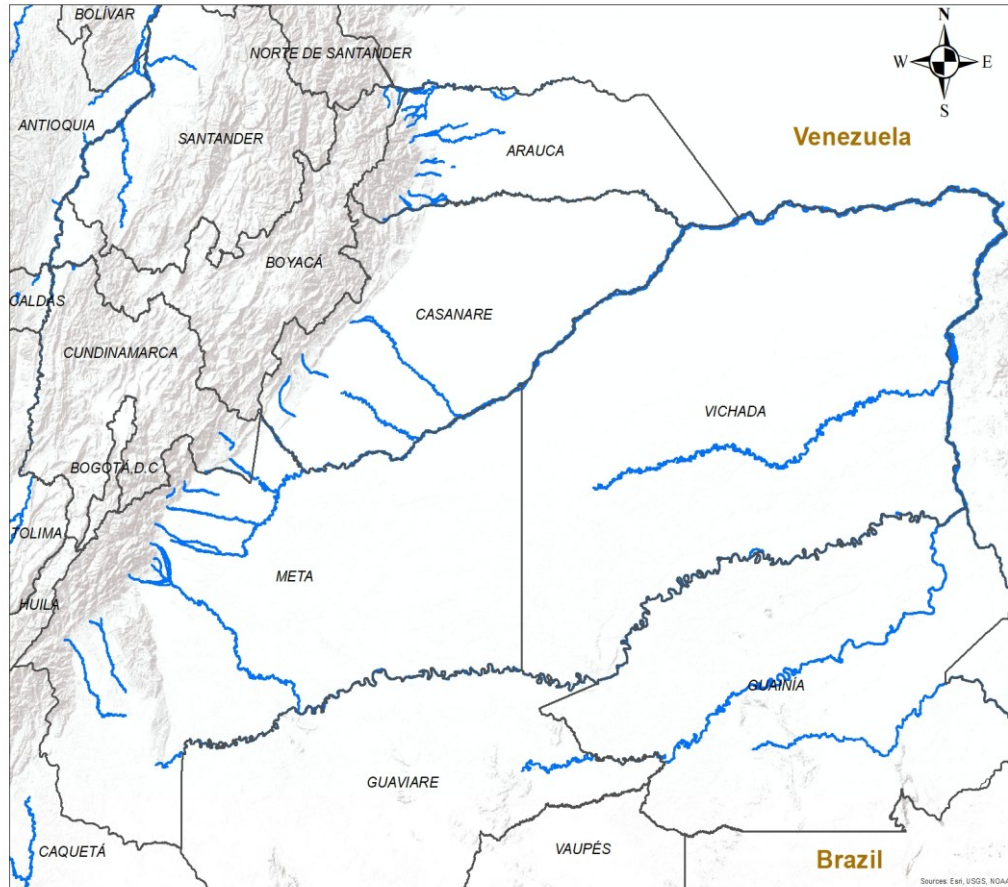 BOLÍVAR
NORTE DE SANTANDER
N
W
E
S
ANTIOQUIA
SANTANDER
ARAUCA
Venezuela
BOYACÁ
CALDAS
CASANARE
CUNDINAMARCA
VICHADA
BOGOTÁ,D.C
TOLIMA
META
HUILA
GUAINÍA
GUAVIARE
CAQUETÁ
VAUPÉS
Brazil
Sources: Esri, USGS, NOAA